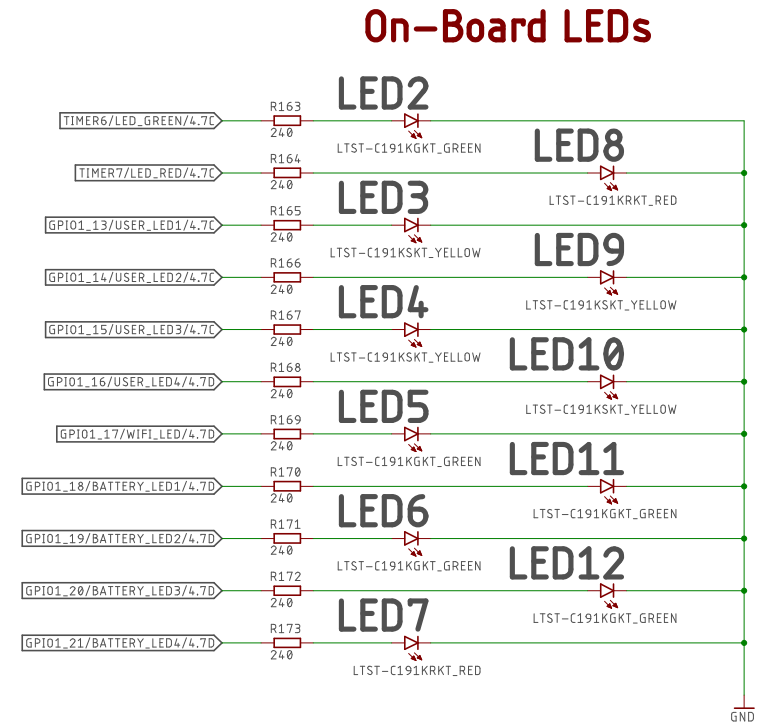 On-Board LEDs
LED2
R163
TIMER6/LED_GREEN/4.7C
240
LTST-C191KGKT_GREEN
LED8
R164
TIMER7/LED_RED/4.7C
240
LTST-C191KRKT_RED
LED3
R165
GPIO1_13/USER_LED1/4.7C
240
LTST-C191KSKT_YELLOW
LED9
R166
GPIO1_14/USER_LED2/4.7C
240
LTST-C191KSKT_YELLOW
LED4
R167
GPIO1_15/USER_LED3/4.7C
240
LTST-C191KSKT_YELLOW
LED10
R168
GPIO1_16/USER_LED4/4.7D
240
LTST-C191KSKT_YELLOW
LED5
R169
GPIO1_17/WIFI_LED/4.7D
240
LTST-C191KGKT_GREEN
LED11
R170
GPIO1_18/BATTERY_LED1/4.7D
240
LTST-C191KGKT_GREEN
LED6
R171
GPIO1_19/BATTERY_LED2/4.7D
240
LTST-C191KGKT_GREEN
LED12
R172
GPIO1_20/BATTERY_LED3/4.7D
240
LTST-C191KGKT_GREEN
LED7
R173
GPIO1_21/BATTERY_LED4/4.7D
240
LTST-C191KRKT_RED
GND